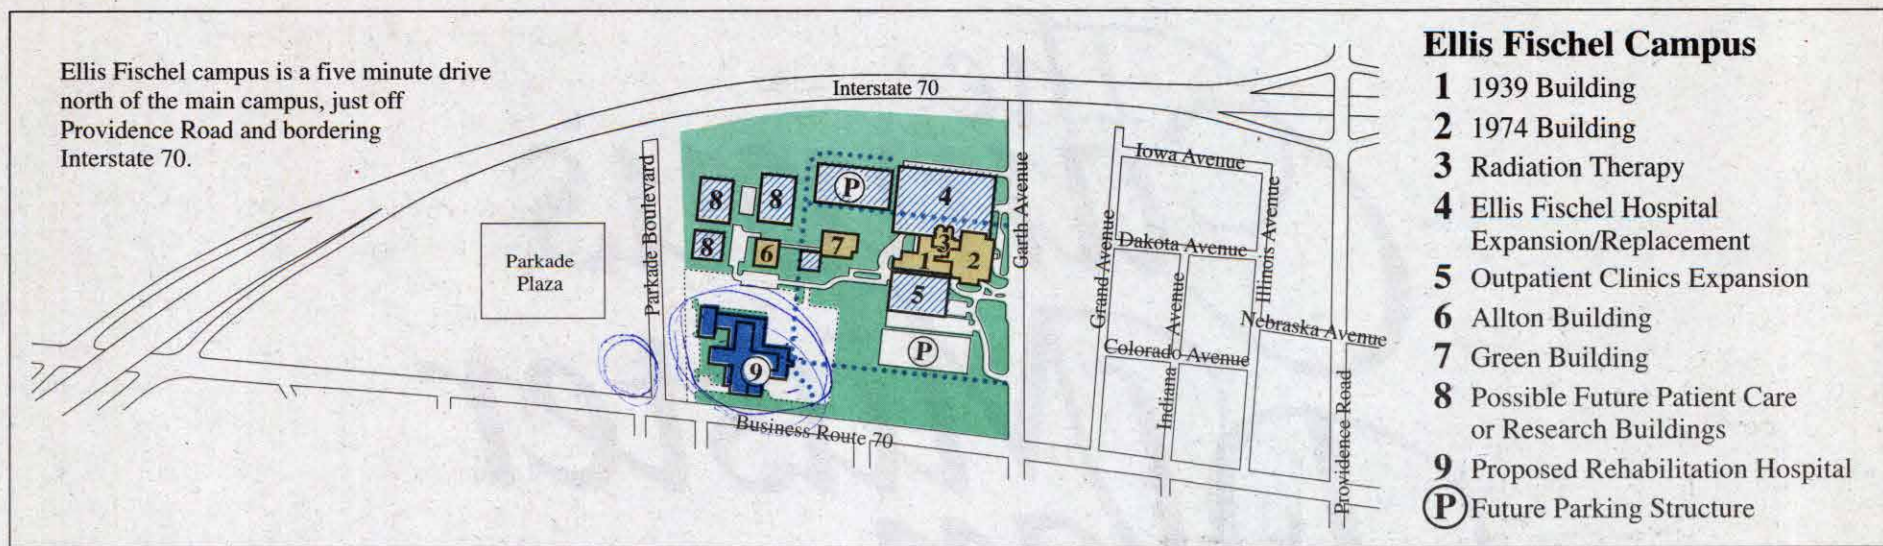 Ellis Fischel campus is a five minute drive
north of the main campus, just off
Providence Road and bordering
Interstate 70.
Interstate 70
Parkade
Plaza
Parkade Boulevard
8
8
8
6
7
P
4
3
1
2
5
P
9
Business Route 70
Garth Avenue
Grand Avenue
Iowa Avenue
Dakota Avenue
Illinois Avenue
Indiana Avenue
Nebraska Avenue
Colorado Avenue
Providence Road
Ellis Fischel Campus
1 1939 Building
2 1974 Building
3 Radiation Therapy
4 Ellis Fischel Hospital
Expansion/Replacement
5 Outpatient Clinics Expansion
6 Allton Building
7 Green Building
8 Possible Future Patient Care
or Research Buildings
9 Proposed Rehabilitation Hospital
P Future Parking Structure